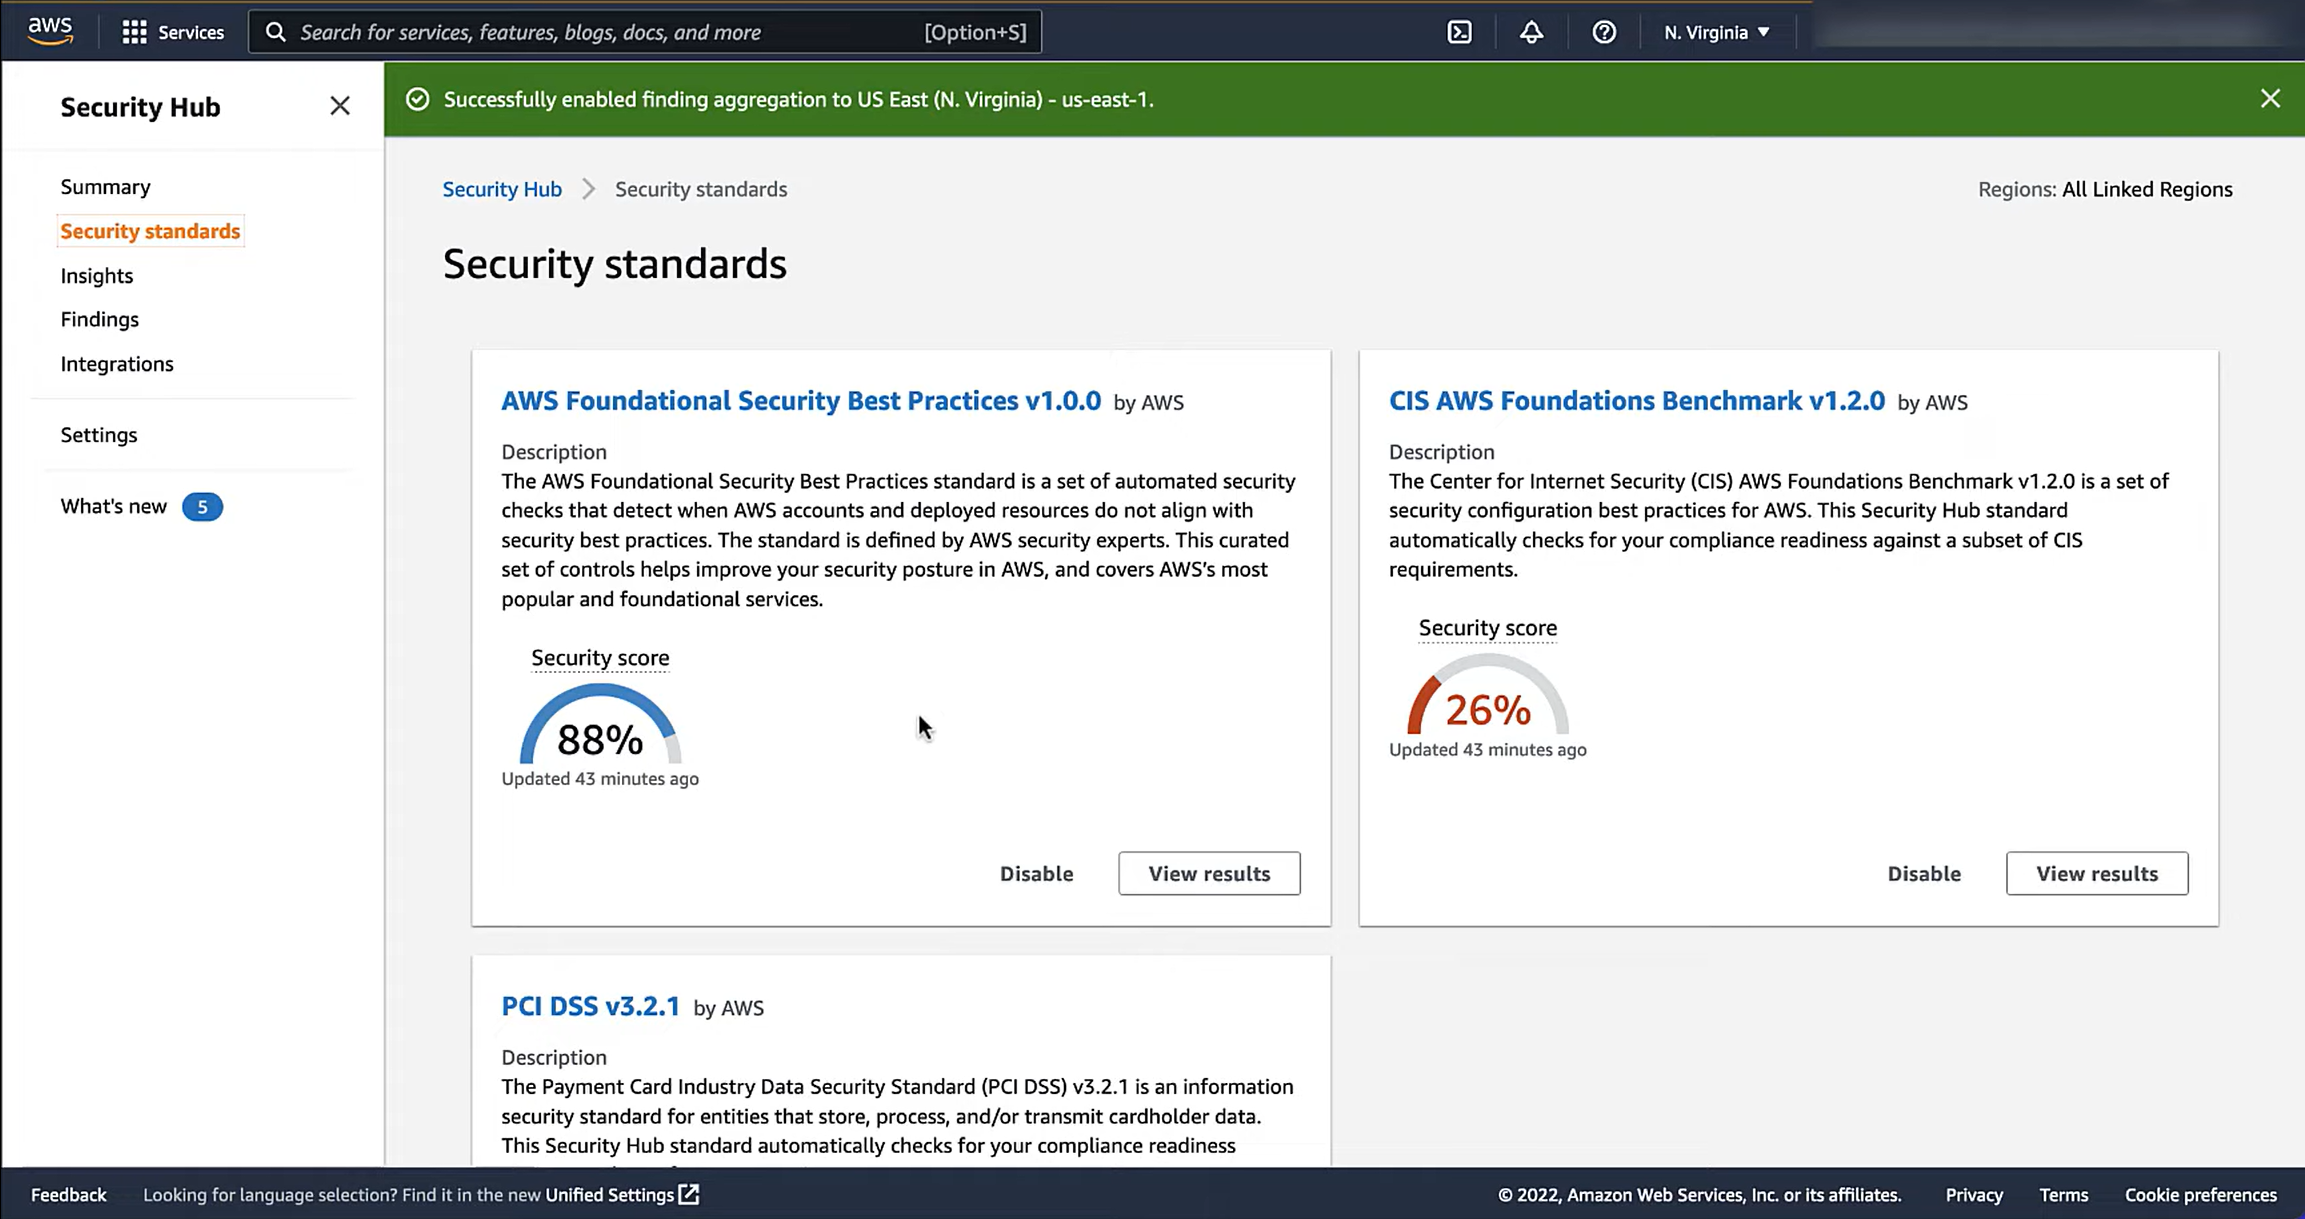 aws
Services
Search for services, features, blogs, docs, and more [Option+S]
N. Virginia
Security Hub
Successfully enabled finding aggregation to US East (N. Virginia) - us-east-1.
Summary
Security standards
Insights
Findings
Integrations
Settings
What's new 5
Security Hub Security standards
Regions: All Linked Regions
Security standards
AWS Foundational Security Best Practices v1.0.0 by AWS
Description
The AWS Foundational Security Best Practices standard is a set of automated security
checks that detect when AWS accounts and deployed resources do not align with
security best practices. The standard is defined by AWS security experts. This curated
set of controls helps improve your security posture in AWS, and covers AWS's most
popular and foundational services.
Security score
88%
Updated 43 minutes ago
Disable
View results
CIS AWS Foundations Benchmark v1.2.0 by AWS
Description
The Center for Internet Security (CIS) AWS Foundations Benchmark v1.2.0 is a set of
security configuration best practices for AWS. This Security Hub standard
automatically checks for your compliance readiness against a subset of CIS
requirements.
Security score
26%
Updated 43 minutes ago
Disable
View results
PCI DSS v3.2.1 by AWS
Description
The Payment Card Industry Data Security Standard (PCI DSS) v3.2.1 is an information
security standard for entities that store, process, and/or transmit cardholder data.
This Security Hub standard automatically checks for your compliance readiness
Feedback
Looking for language selection? Find it in the new Unified Settings
© 2022, Amazon Web Services, Inc. or its affiliates.
Privacy
Terms
Cookie preferences